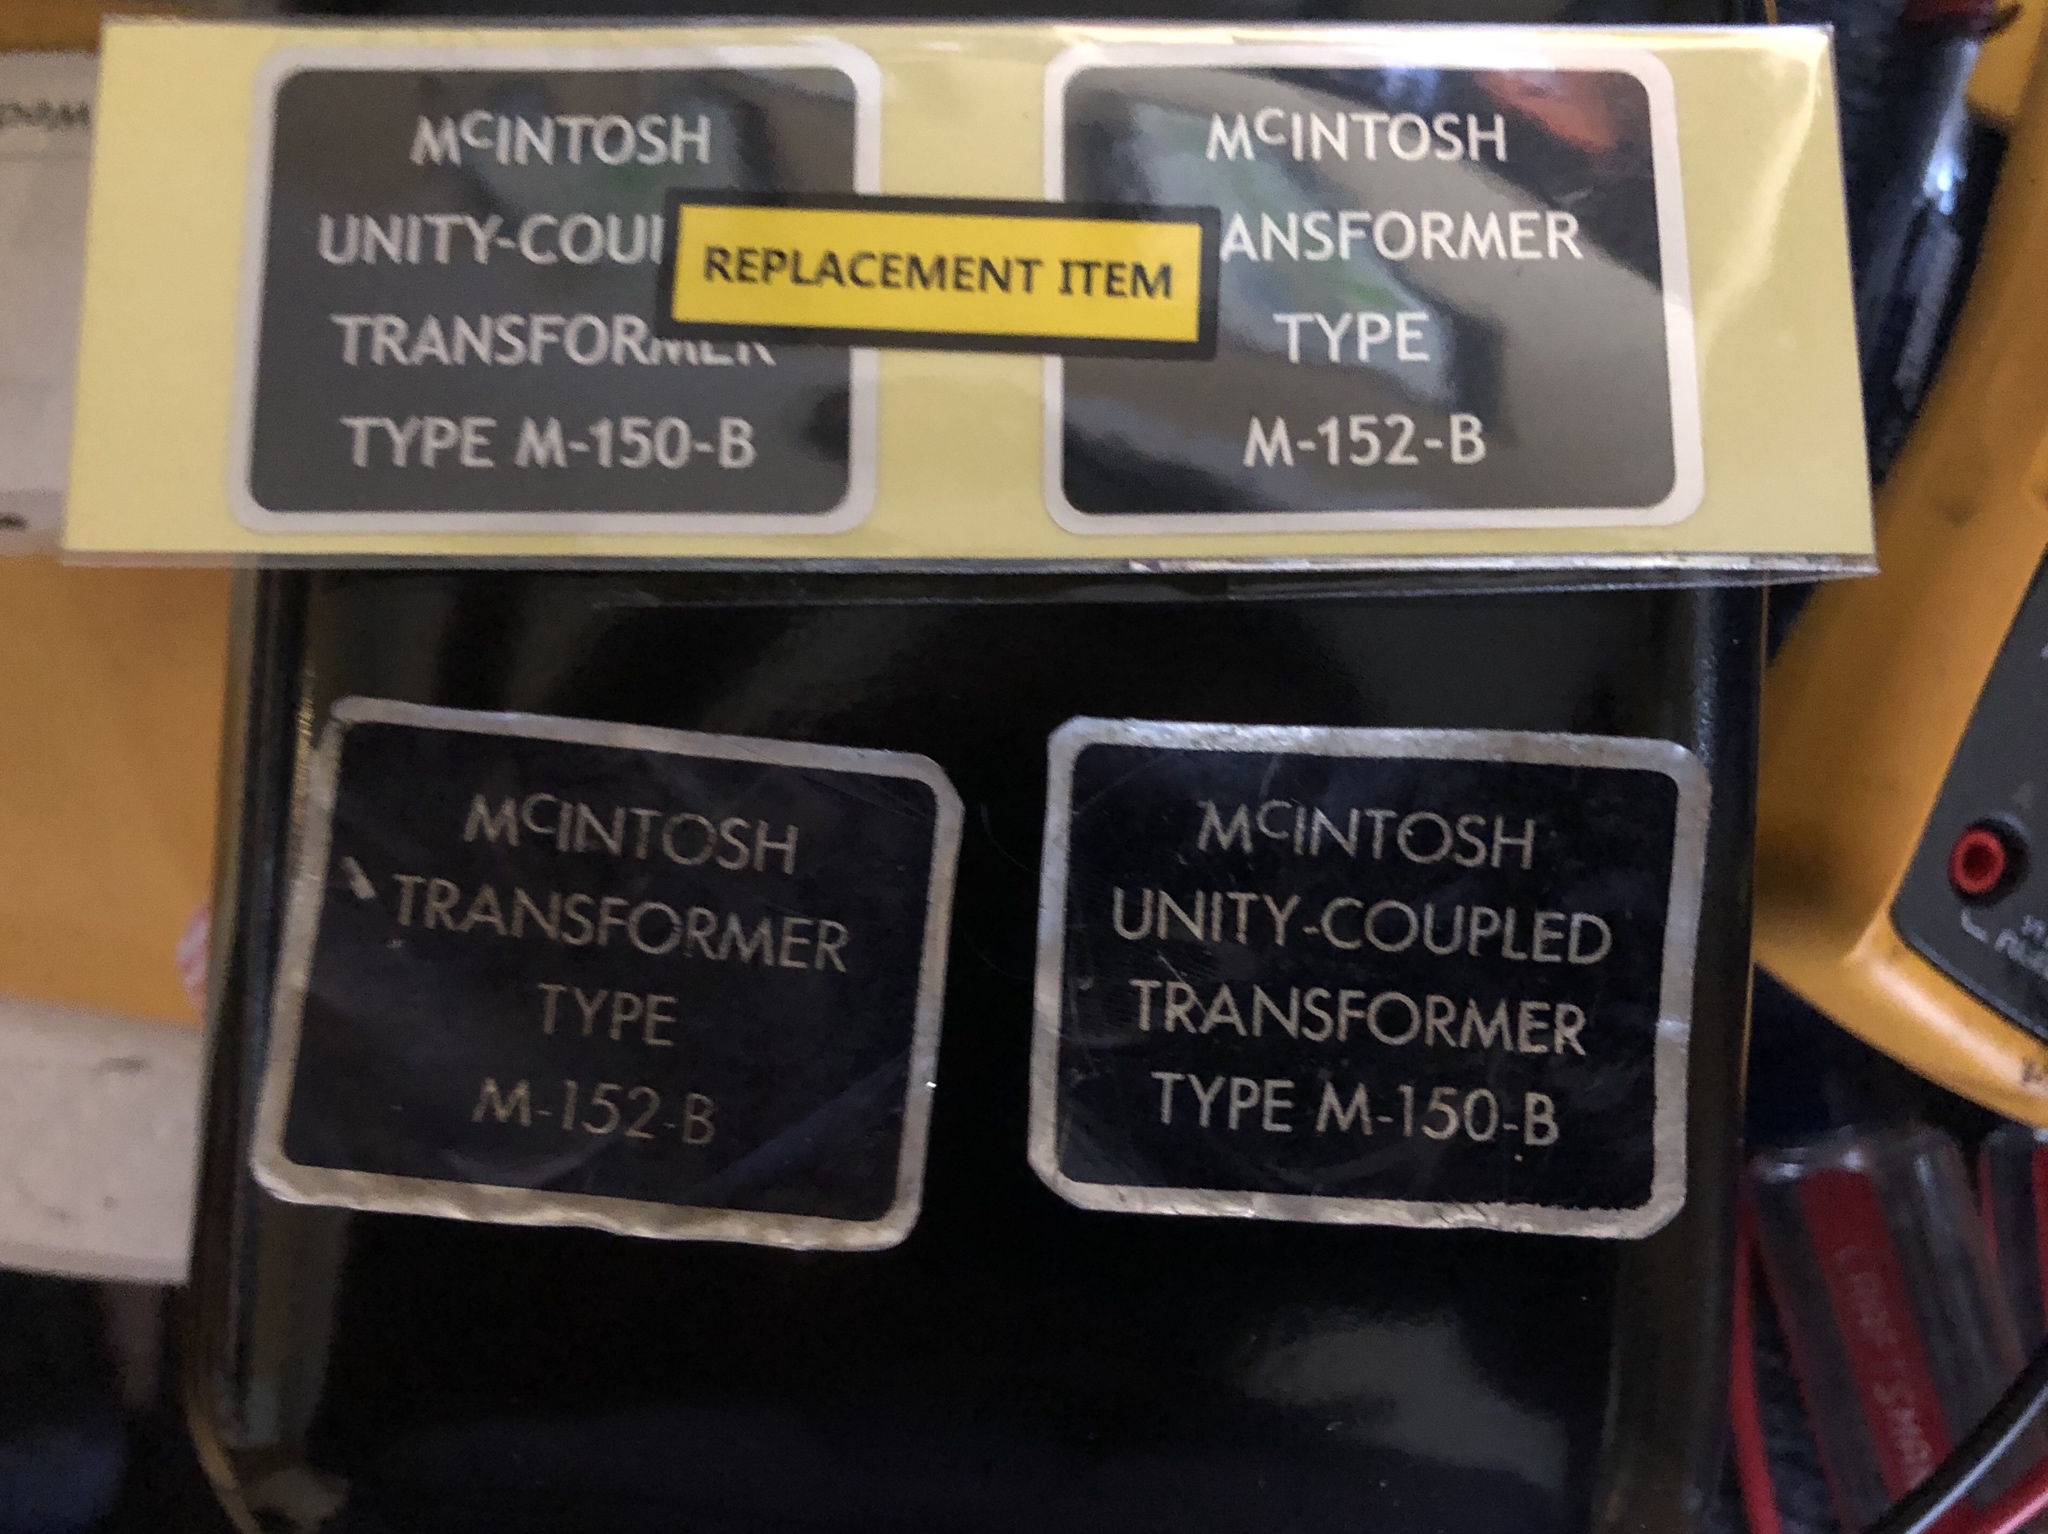 McINTOSH
UNITY-COU
TRANSFORMER
TYPE M-150-B
REPLACEMENT ITEM
McINTOSH
ANSFORMER
TYPE
M-152-B
McINTOSH
TRANSFORMER
TYPE
M-152-B
McINTOSH
UNITY-COUPLED
TRANSFORMER
TYPE M-150-B